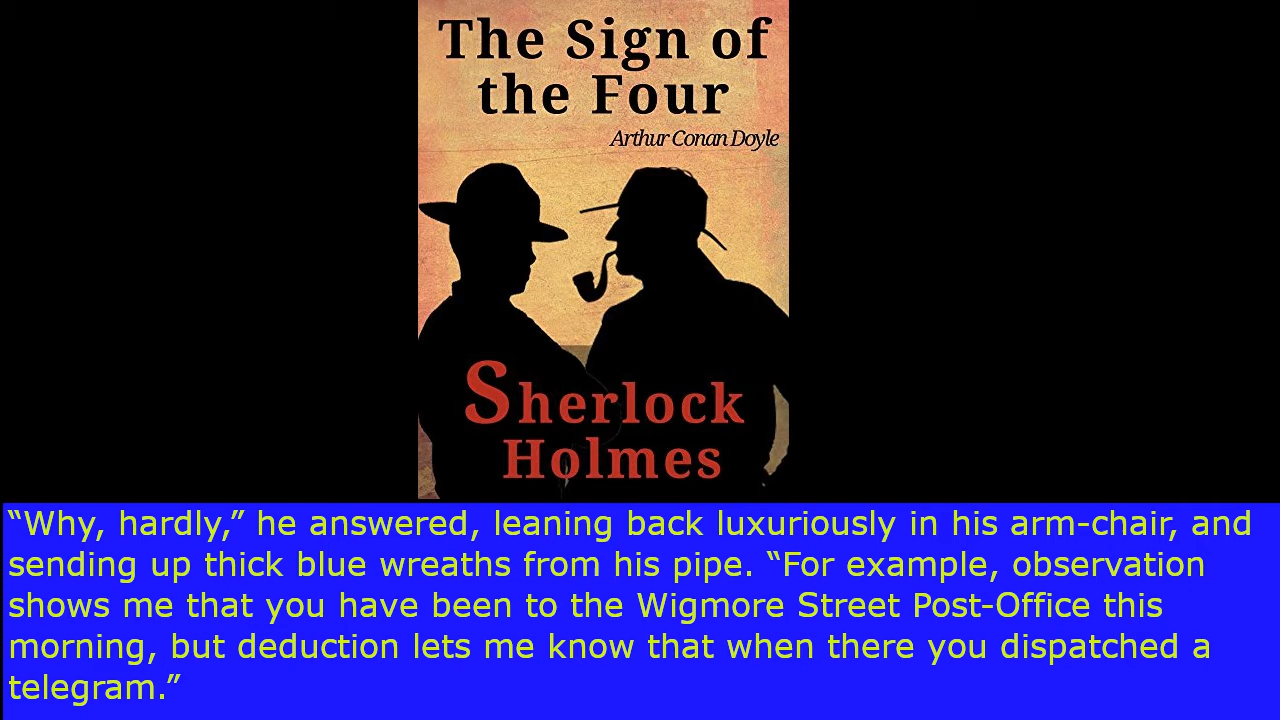 The Sign of
the Four
Arthur Conan Doyle
Sherlock
Holmes
“Why, hardly,” he answered, leaning back luxuriously in his arm-chair, and
sending up thick blue wreaths from his pipe. “For example, observation
shows me that you have been to the Wigmore Street Post-Office this
morning, but deduction lets me know that when there you dispatched a
telegram.”